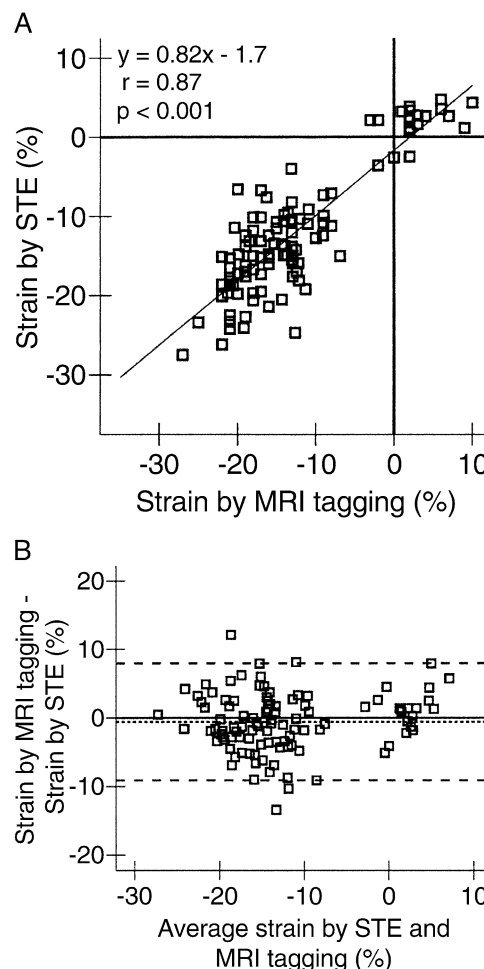 A
y = 0.82x - 1.7
r = 0.87
p < 0.001
10
0
-10
-20
-30
Strain by STE (%)
-30 -20 -10 0 10
Strain by MRI tagging (%)
B
20
10
0
-10
-20
Strain by MRI tagging -
Strain by STE (%)
-30 -20 -10 0
Average strain by STE and
MRI tagging (%)